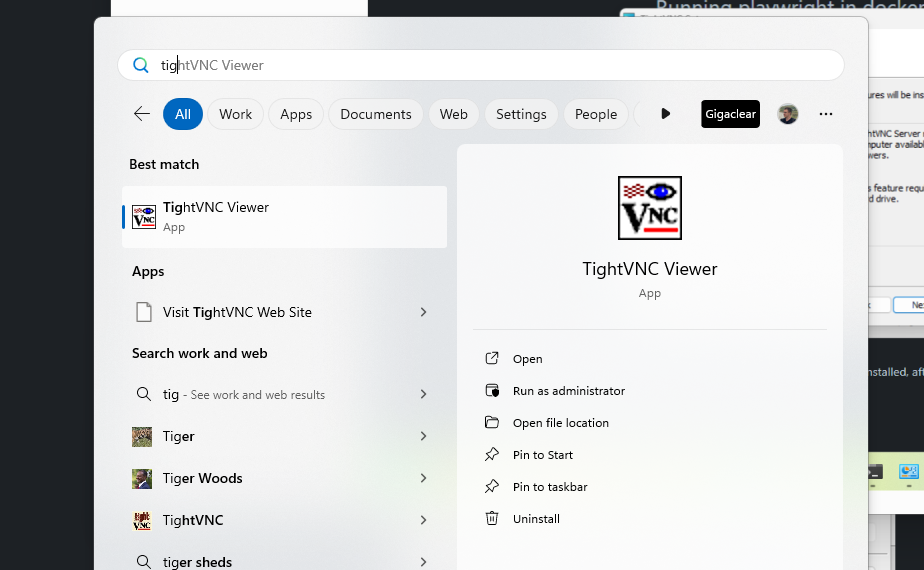 Running playwright in docker
tightVNC Viewer
All
Work
Apps
Documents
Web
Settings
People
Gigaclear
Best match
TightVNC Viewer
App
Apps
Visit TightVNC Web Site
Search work and web
tig - See work and web results
Tiger
Tiger Woods
TightVNC
tiger sheds
VNC
TightVNC Viewer
App
Open
Run as administrator
Open file location
Pin to Start
Pin to taskbar
Uninstall
ures will be ins
htVNC Server
mputer availabl
wers.
s feature requ
d drive.
Ne
nstalled, aft